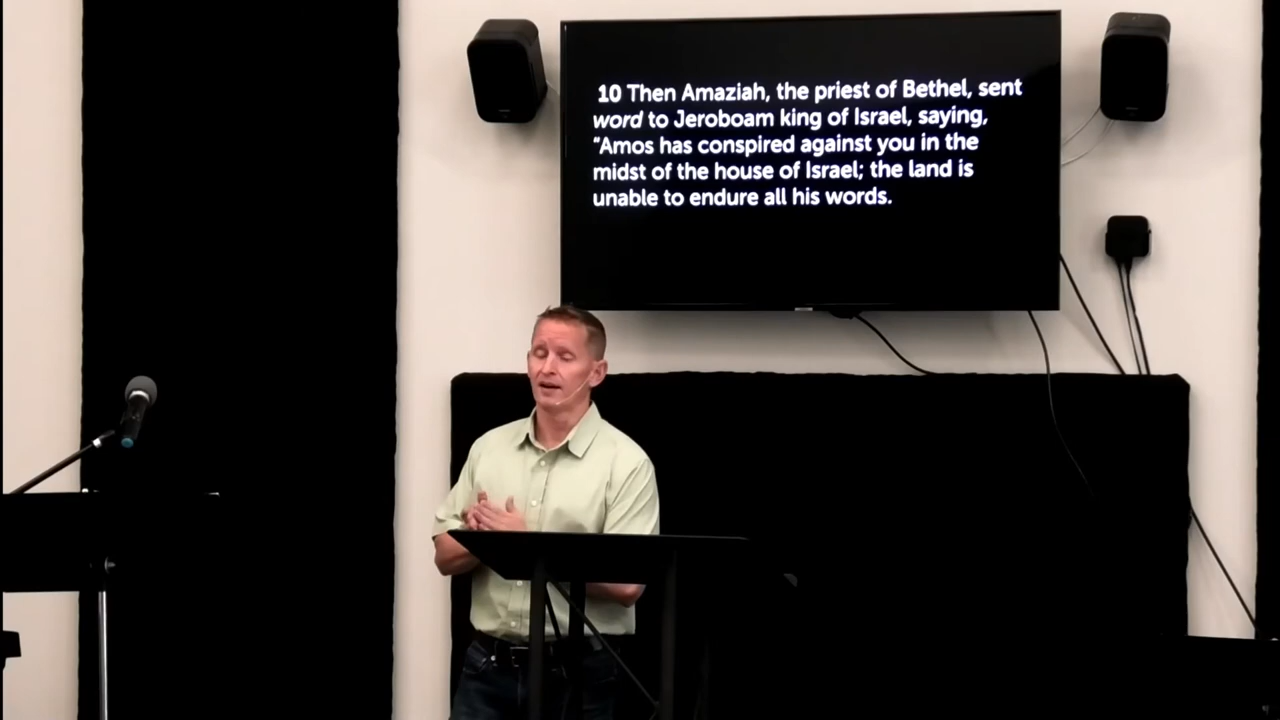 10 Then Amaziah, the priest of Bethel, sent
word to Jeroboam king of Israel, saying,
“Amos has conspired against you in the
midst of the house of Israel; the land is
unable to endure all his words.